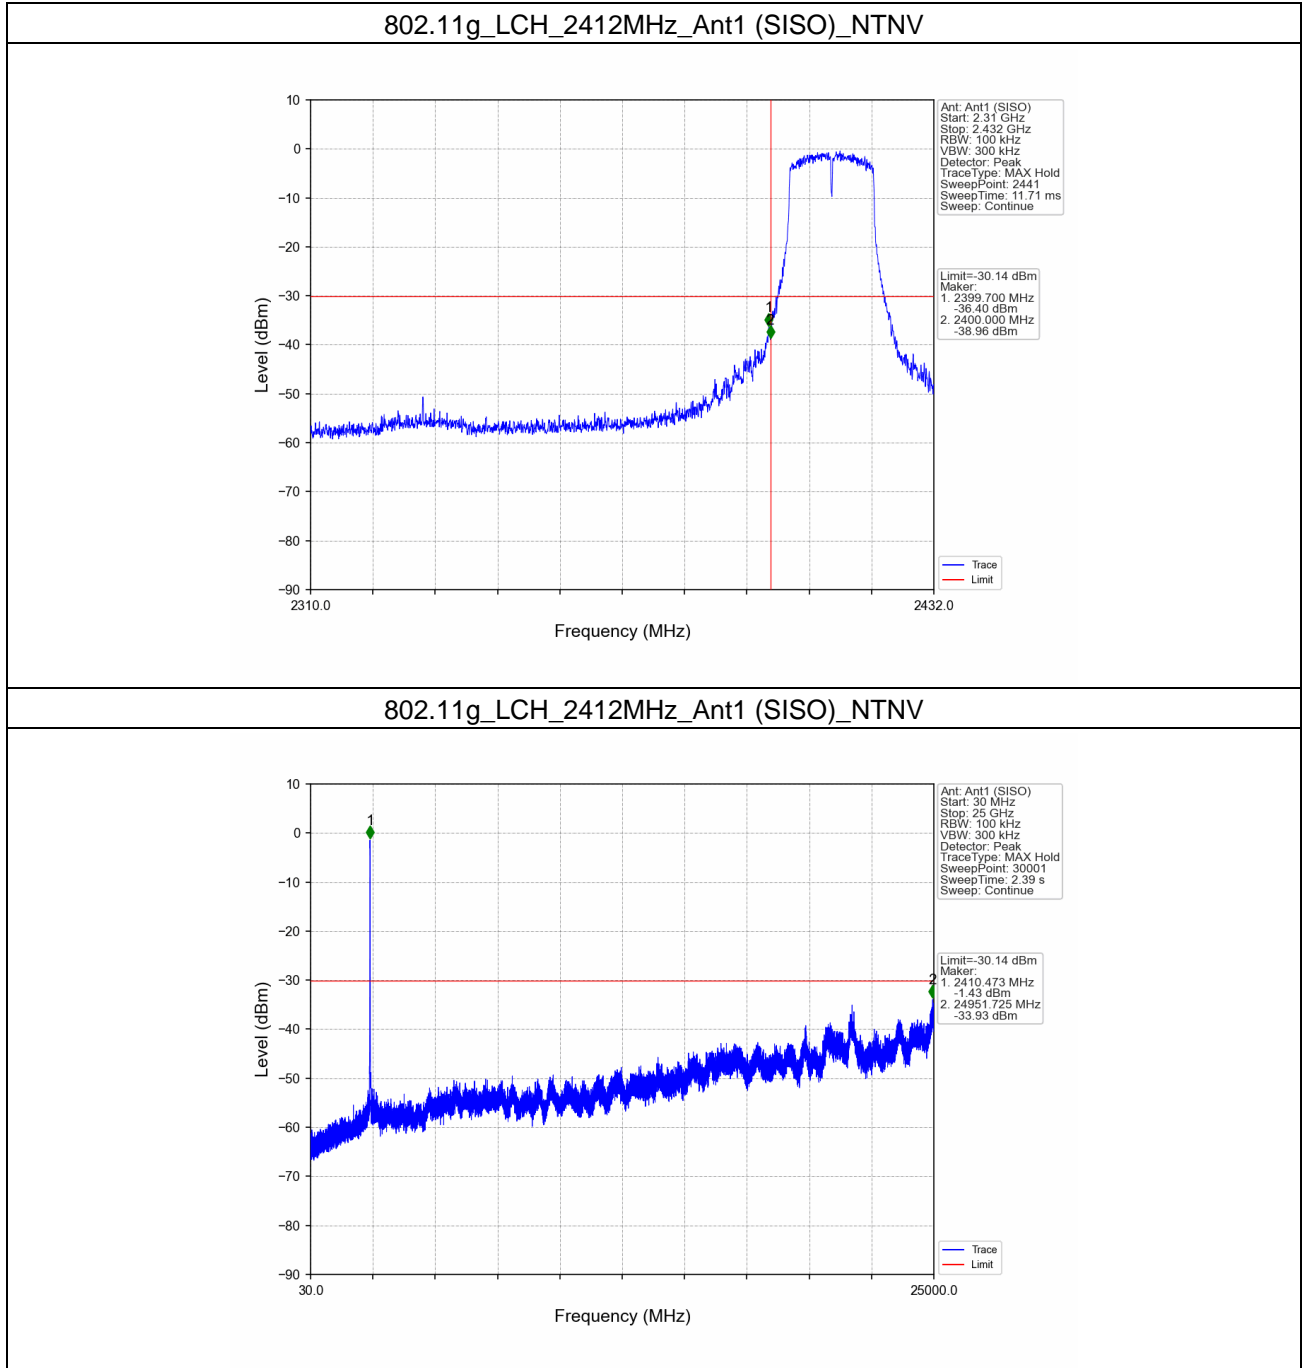 802.11g_LCH_2412MHz_Ant1 (SISO)_NTNV
10
0
−10
−20
−30
−40
−50
−60
−70
−80
−90
Level (dBm)
1
2
2310.0
2432.0
Frequency (MHz)
Ant: Ant1 (SISO)
Start: 2.31 GHz
Stop: 2.432 GHz
RBW: 100 kHz
VBW: 300 kHz
Detector: Peak
TraceType: MAX Hold
SweepPoint: 2441
SweepTime: 11.71 ms
Sweep: Continue
Limit=-30.14 dBm
Maker:
1. 2399.700 MHz
-36.40 dBm
2. 2400.000 MHz
-38.96 dBm
Trace
Limit
802.11g_LCH_2412MHz_Ant1 (SISO)_NTNV
10
0
−10
−20
−30
−40
−50
−60
−70
−80
−90
Level (dBm)
1
2
30.0
25000.0
Frequency (MHz)
Ant: Ant1 (SISO)
Start: 30 MHz
Stop: 25 GHz
RBW: 100 kHz
VBW: 300 kHz
Detector: Peak
TraceType: MAX Hold
SweepPoint: 30001
SweepTime: 2.39 s
Sweep: Continue
Limit=-30.14 dBm
Maker:
1. 2410.473 MHz
-1.43 dBm
2. 24951.725 MHz
-33.93 dBm
Trace
Limit